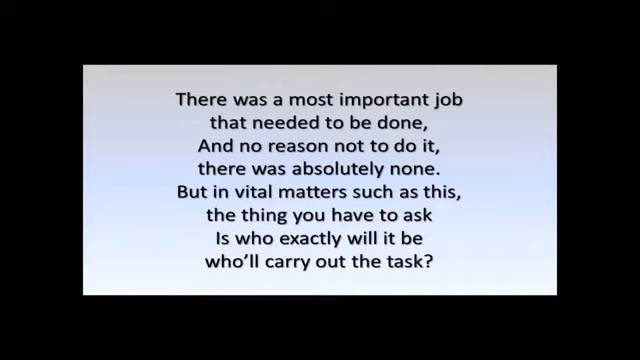 There was a most important job
that needed to be done,
And no reason not to do it,
there was absolutely none.
But in vital matters such as this,
the thing you have to ask
Is who exactly will it be
who'll carry out the task?